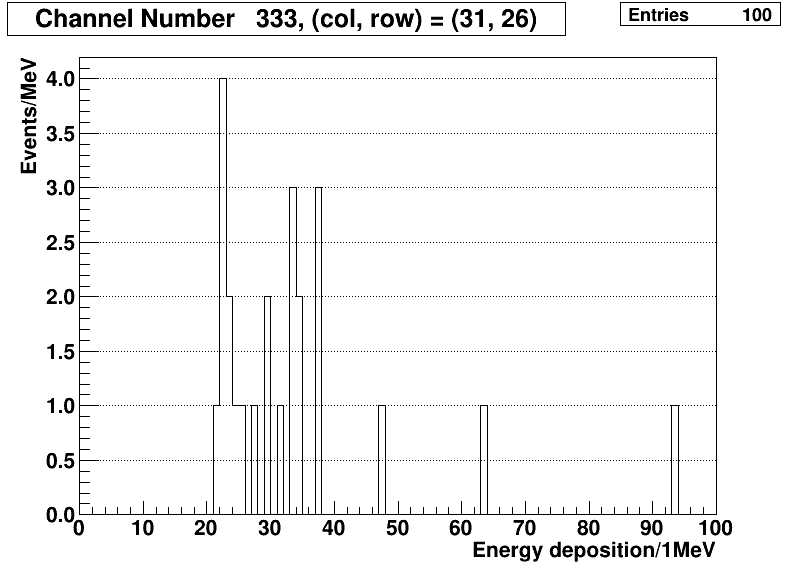 Channel Number 333, (col, row) = (31, 26)
Entries 100
Events/MeV
4.0
3.5
3.0
2.5
2.0
1.5
1.0
0.5
0.0
0 10 20 30 40 50 60 70 80 90 100
Energy deposition/1MeV